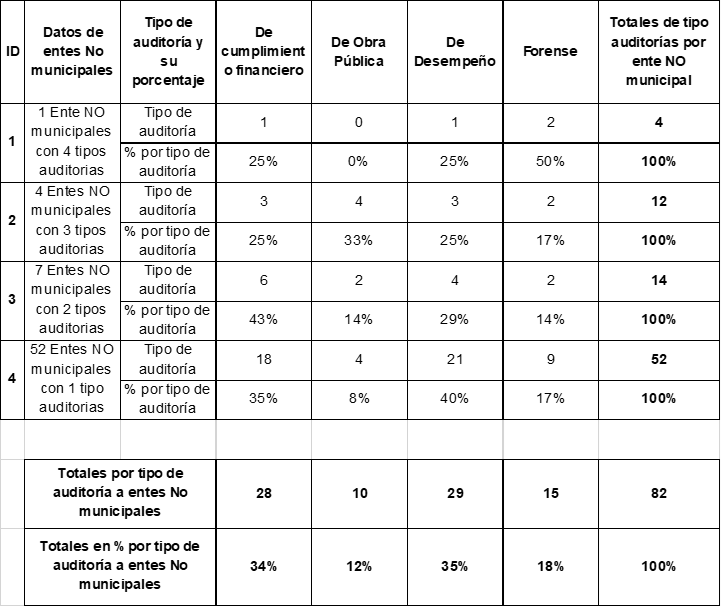 ID
Datos de
entes No
municipales
Tipo de
auditoría y
su
porcentaje
De
cumplimient
o financiero
De Obra
Pública
De
Desempeño
Forense
Totales de tipo
auditorías por
ente NO
municipal
1
1 Ente NO
municipales
con 4 tipos
auditorias
Tipo de
auditoría
1
0
1
2
4
% por tipo de
auditoría
25%
0%
25%
50%
100%
2
4 Entes NO
municipales
con 3 tipos
auditorias
Tipo de
auditoría
3
4
3
2
12
% por tipo de
auditoría
25%
33%
25%
17%
100%
3
7 Entes NO
municipales
con 2 tipos
auditorias
Tipo de
auditoría
6
2
4
2
14
% por tipo de
auditoría
43%
14%
29%
14%
100%
4
52 Entes NO
municipales
con 1 tipo
auditorias
Tipo de
auditoría
18
4
21
9
52
% por tipo de
auditoría
35%
8%
40%
17%
100%
Totales por tipo de
auditoría a entes No
municipales
28
10
29
15
82
Totales en % por tipo de
auditoría a entes No
municipales
34%
12%
35%
18%
100%